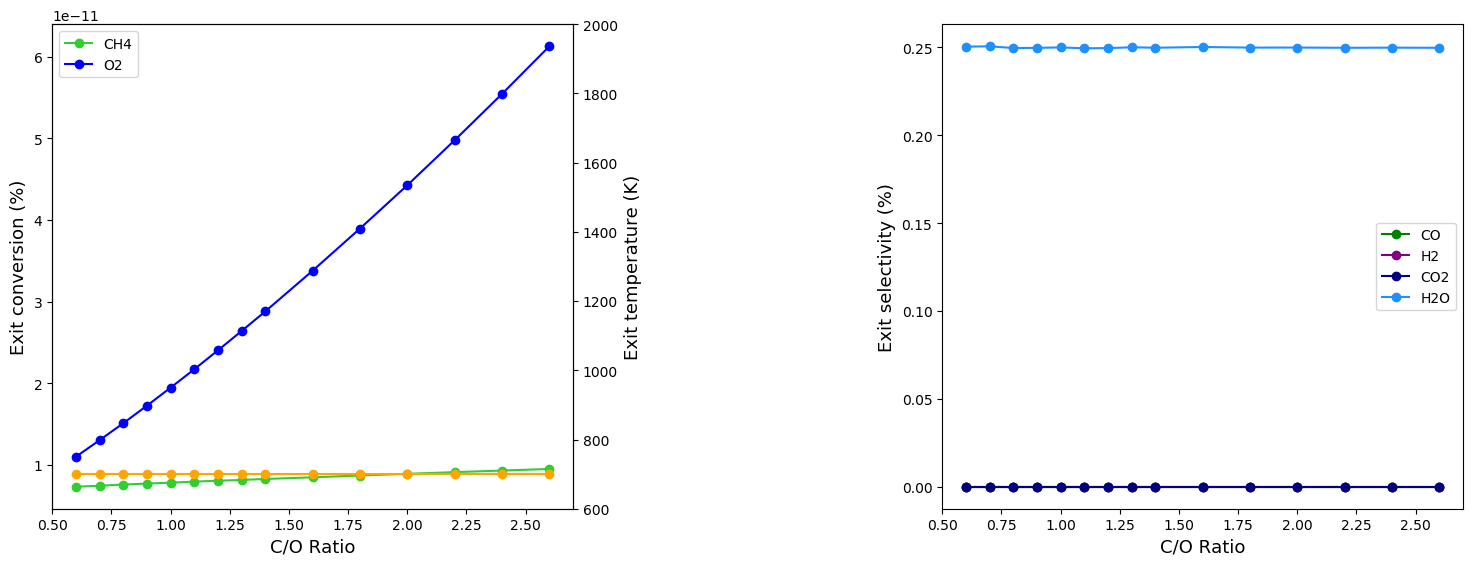 1e−11
CH4
O2
6
5
4
3
2
1
Exit conversion (%)
0.50 0.75 1.00 1.25 1.50 1.75 2.00 2.25 2.50
C/O Ratio
2000
1800
1600
1400
1200
1000
800
600
Exit temperature (K)
0.25
0.20
0.15
0.10
0.05
0.00
Exit selectivity (%)
CO
H2
CO2
H2O
0.50 0.75 1.00 1.25 1.50 1.75 2.00 2.25 2.50
C/O Ratio